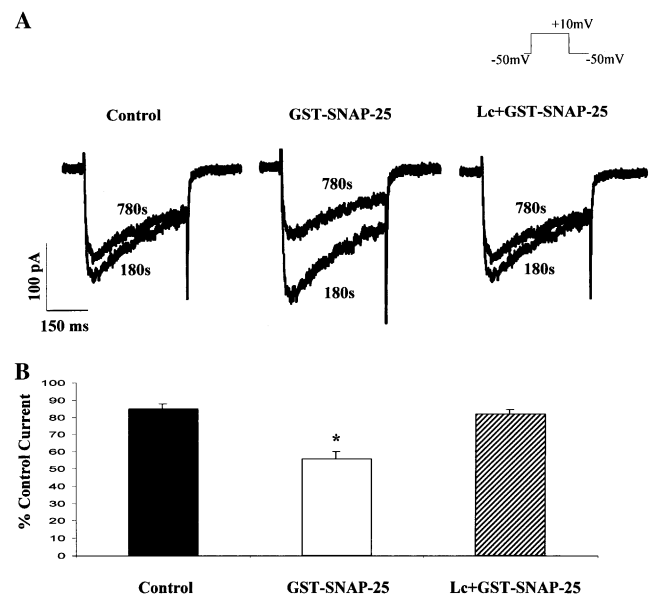 A
+10mV
-50mV
-50mV
Control
GST-SNAP-25
Lc+GST-SNAP-25
780s
180s
780s
180s
780s
180s
100 pA
150 ms
B
% Control Current
100
90
80
70
60
50
40
30
20
10
0
*
Control
GST-SNAP-25
Lc+GST-SNAP-25